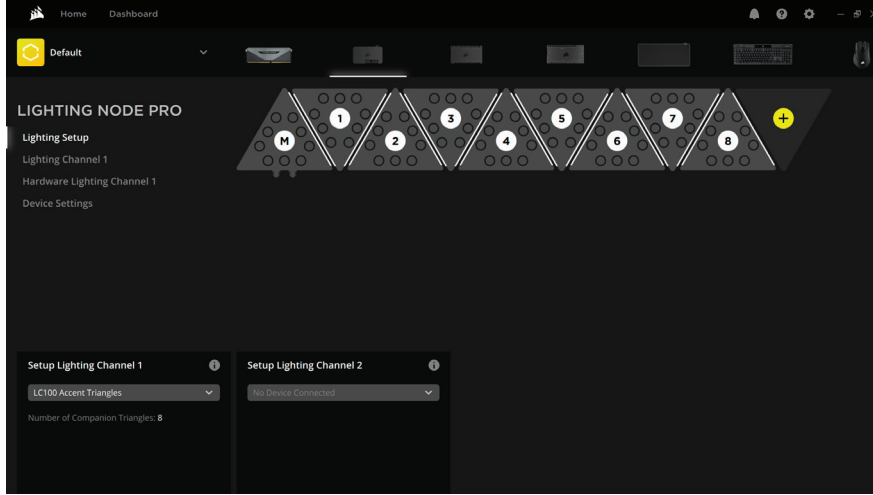 Home Dashboard
Default
LIGHTING NODE PRO
Lighting Setup
Lighting Channel 1
Hardware Lighting Channel 1
Device Settings
M 1 2 3 4 5 6 7 8 +
Setup Lighting Channel 1
LC100 Accent Triangles
Number of Companion Triangles: 8
Setup Lighting Channel 2
No Device Connected